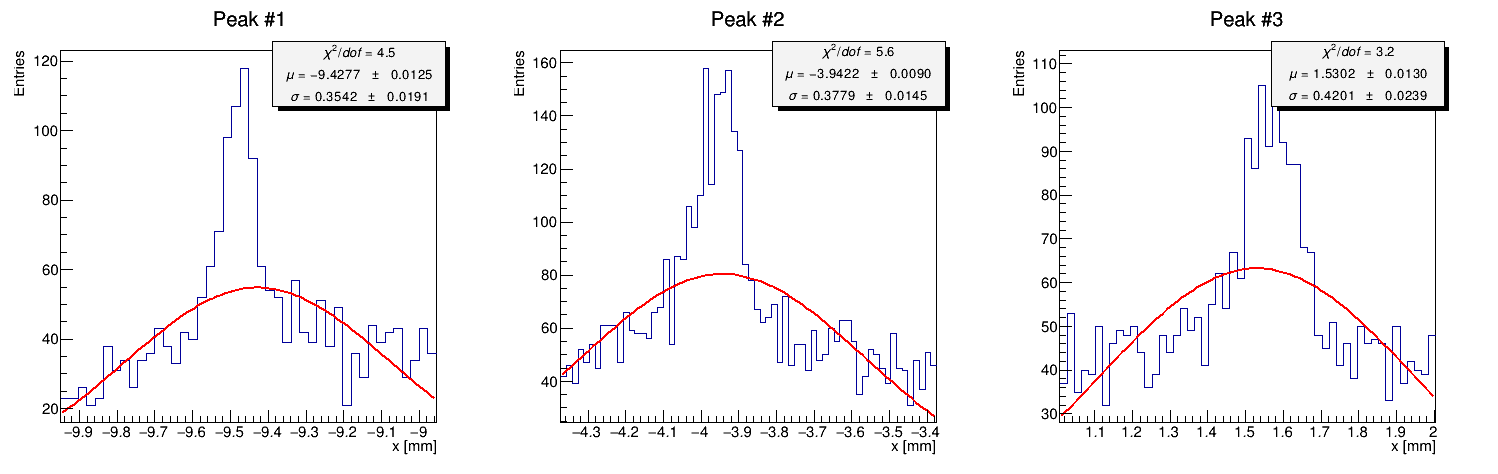 Peak #1
Entries
χ²/dof = 4.5
μ = −9.4277 ± 0.0125
σ = 0.3542 ± 0.0191
120
100
80
60
40
20
−9.9 −9.8 −9.7 −9.6 −9.5 −9.4 −9.3 −9.2 −9.1 −9
x [mm]
Peak #2
Entries
χ²/dof = 5.6
μ = −3.9422 ± 0.0090
σ = 0.3779 ± 0.0145
160
140
120
100
80
60
40
−4.3 −4.2 −4.1 −4 −3.9 −3.8 −3.7 −3.6 −3.5 −3.4
x [mm]
Peak #3
Entries
χ²/dof = 3.2
μ = 1.5302 ± 0.0130
σ = 0.4201 ± 0.0239
110
100
90
80
70
60
50
40
30
1.1 1.2 1.3 1.4 1.5 1.6 1.7 1.8 1.9 2
x [mm]